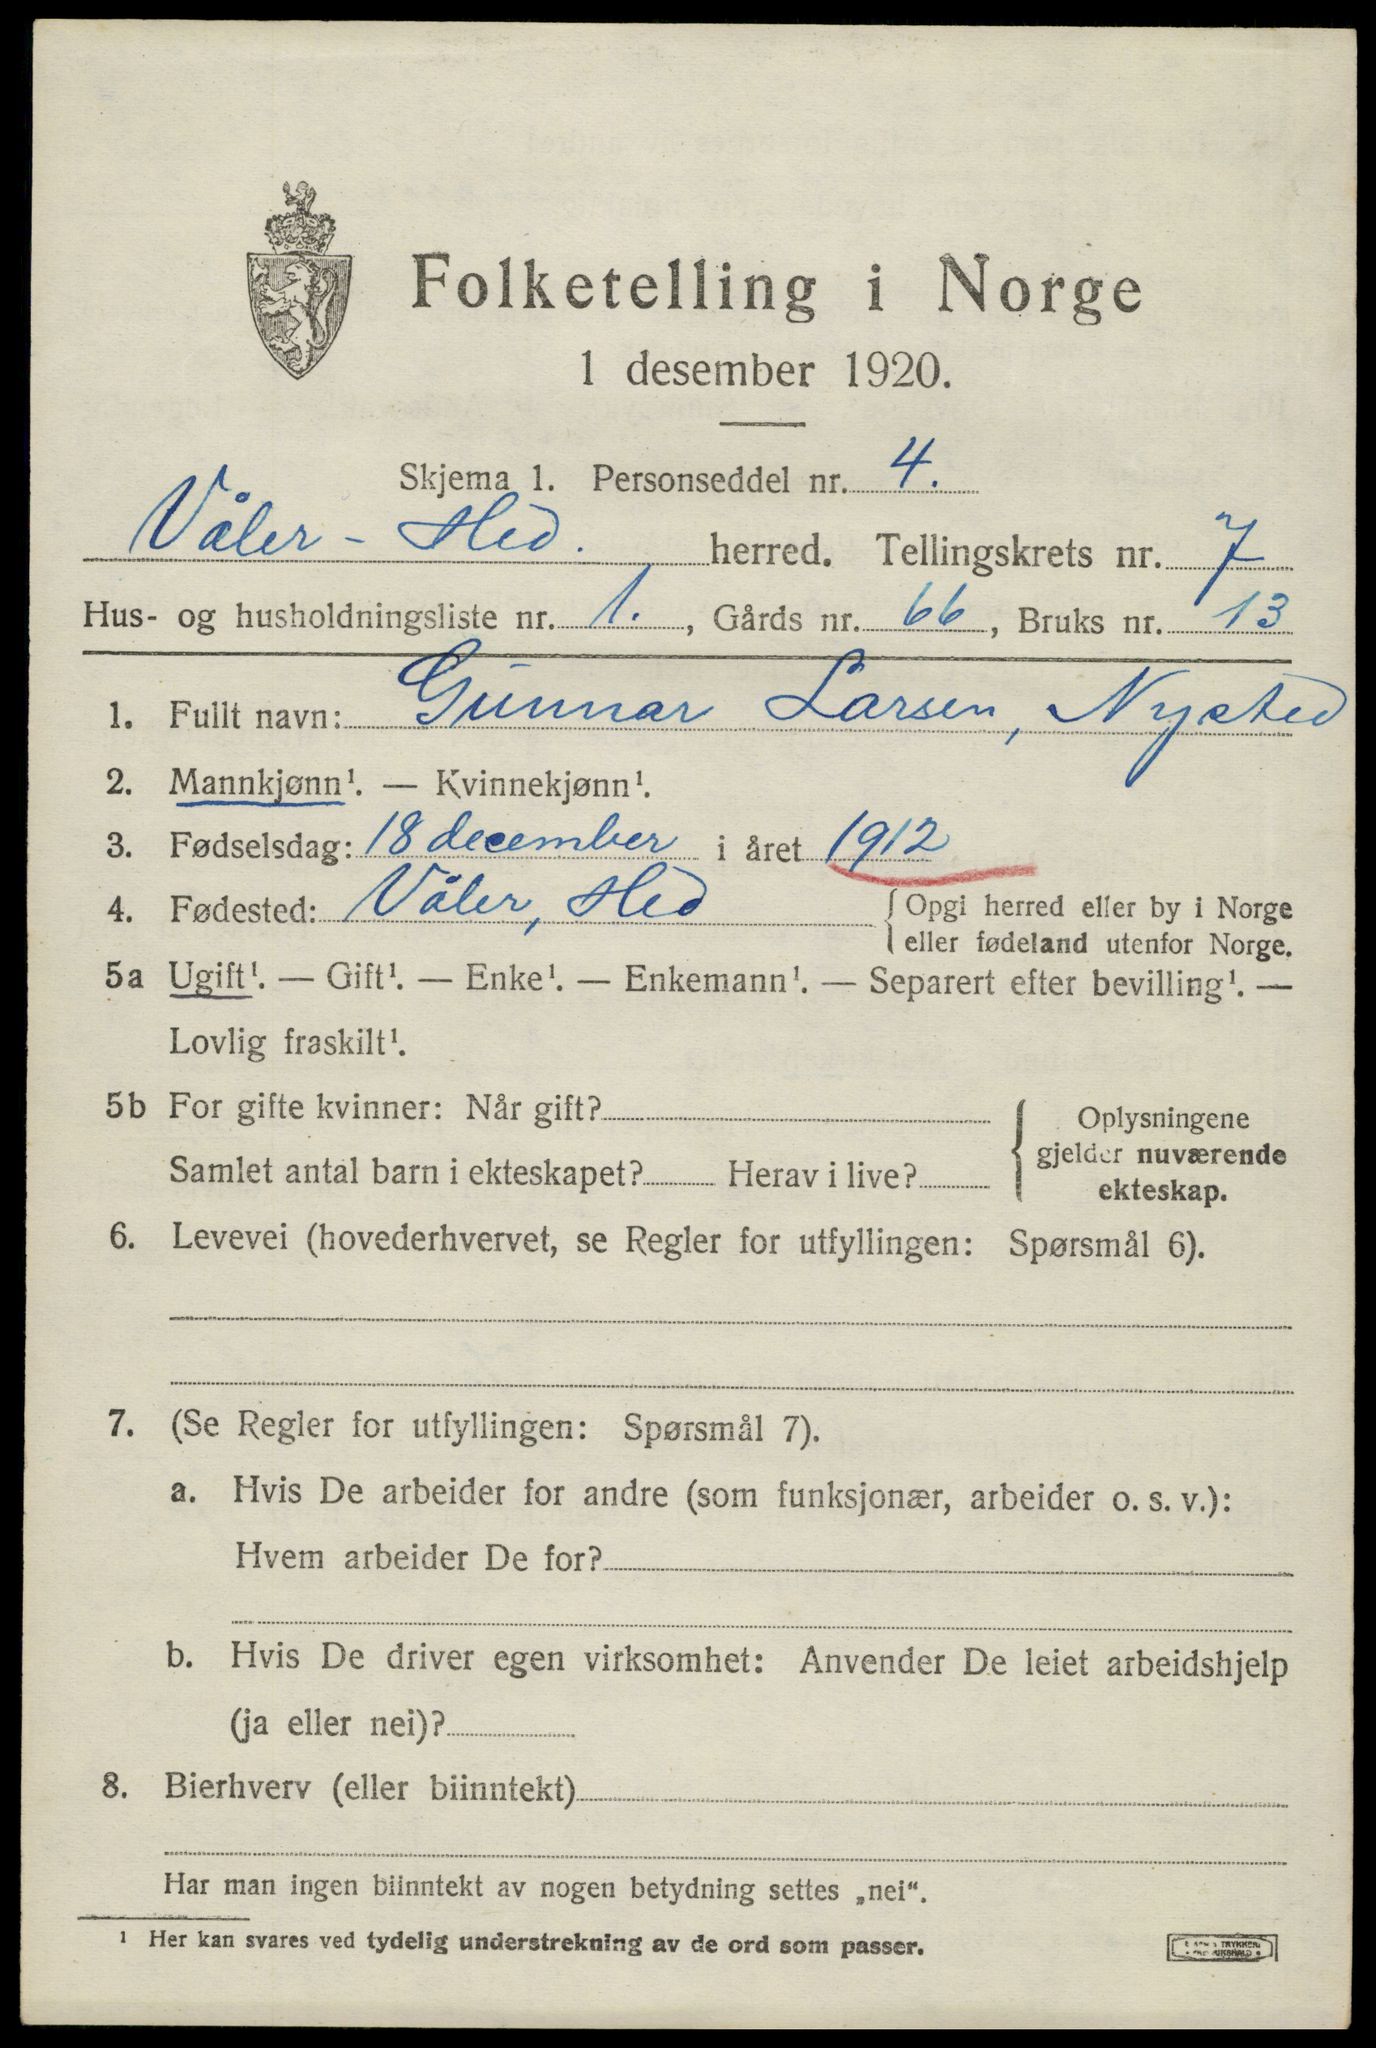 Folketelling i Norge
1 desember 1920.
Skjema 1. Personseddel nr. 4.
Våler - Hed. herred. Tellingskrets nr. 7
Hus- og husholdningsliste nr. 1., Gårds nr. 66, Bruks nr. 13
1. Fullt navn: Gunnar Larsen, Nysted
2. Mannkjønn¹. — Kvinnekjønn¹.
3. Fødselsdag: 18 december i året 1912
4. Fødested: Våler, Hed { Opgi herred eller by i Norge
eller fødeland utenfor Norge.
5a Ugift¹. — Gift¹. — Enke¹. — Enkemann¹. — Separert efter bevilling¹. —
Lovlig fraskilt¹.
5b For gifte kvinner: Når gift?
Samlet antal barn i ekteskapet? Herav i live?
{ Oplysningene
gjelder nuværende
ekteskap.
6. Levevei (hovederhvervet, se Regler for utfyllingen: Spørsmål 6).
7. (Se Regler for utfyllingen: Spørsmål 7).
a. Hvis De arbeider for andre (som funksjonær, arbeider o. s. v.):
Hvem arbeider De for?
b. Hvis De driver egen virksomhet: Anvender De leiet arbeidshjelp
(ja eller nei)?
8. Bierhverv (eller biinntekt)
Har man ingen biinntekt av nogen betydning settes „nei“.
¹ Her kan svares ved tydelig understrekning av de ord som passer.